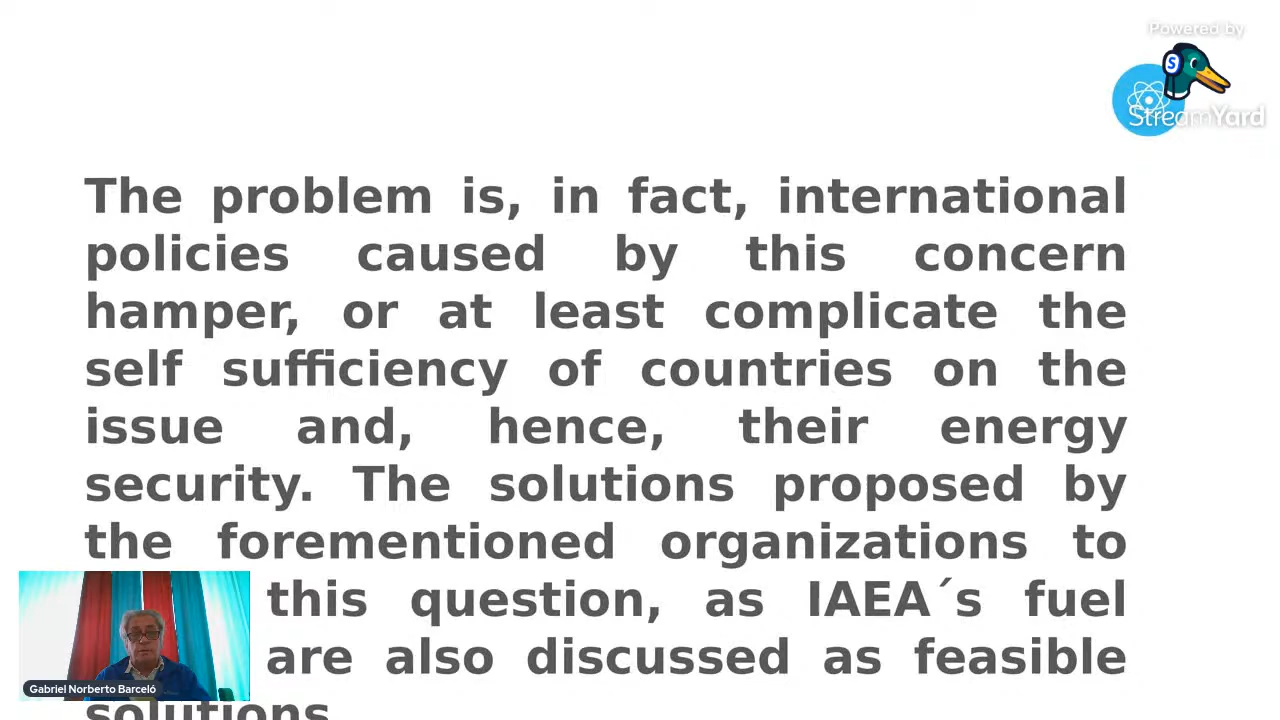 Powered by
StreamYard
The problem is, in fact, international
policies caused by this concern
hamper, or at least complicate the
self sufficiency of countries on the
issue and, hence, their energy
security. The solutions proposed by
the forementioned organizations to
this question, as IAEA´s fuel
are also discussed as feasible
solutions
Gabriel Norberto Barceló